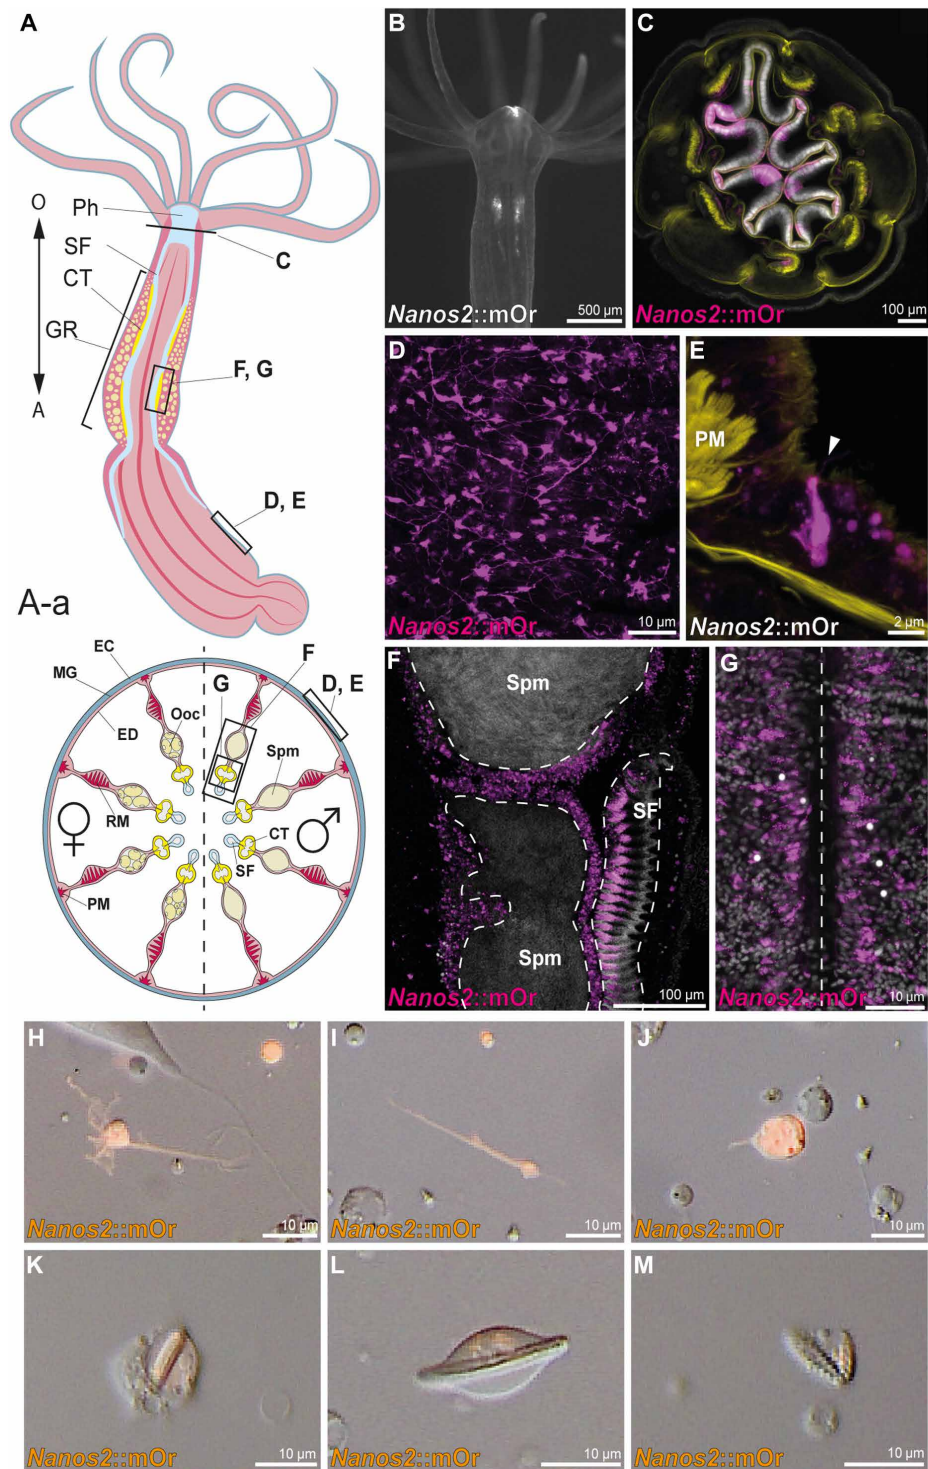 A
O
A
Ph
SF
CT
GR
C
F, G
D, E
A-a
EC
MG
ED
Ooc
G
F
D, E
Spm
RM
CT
SF
PM
♀
♂
B
Nanos2::mOr
500 µm
C
Nanos2::mOr
100 µm
D
Nanos2::mOr
10 µm
E
PM
Nanos2::mOr
2 µm
F
Spm
SF
Spm
Nanos2::mOr
100 µm
G
Nanos2::mOr
10 µm
H
Nanos2::mOr
10 µm
I
Nanos2::mOr
10 µm
J
Nanos2::mOr
10 µm
K
Nanos2::mOr
10 µm
L
Nanos2::mOr
10 µm
M
Nanos2::mOr
10 µm